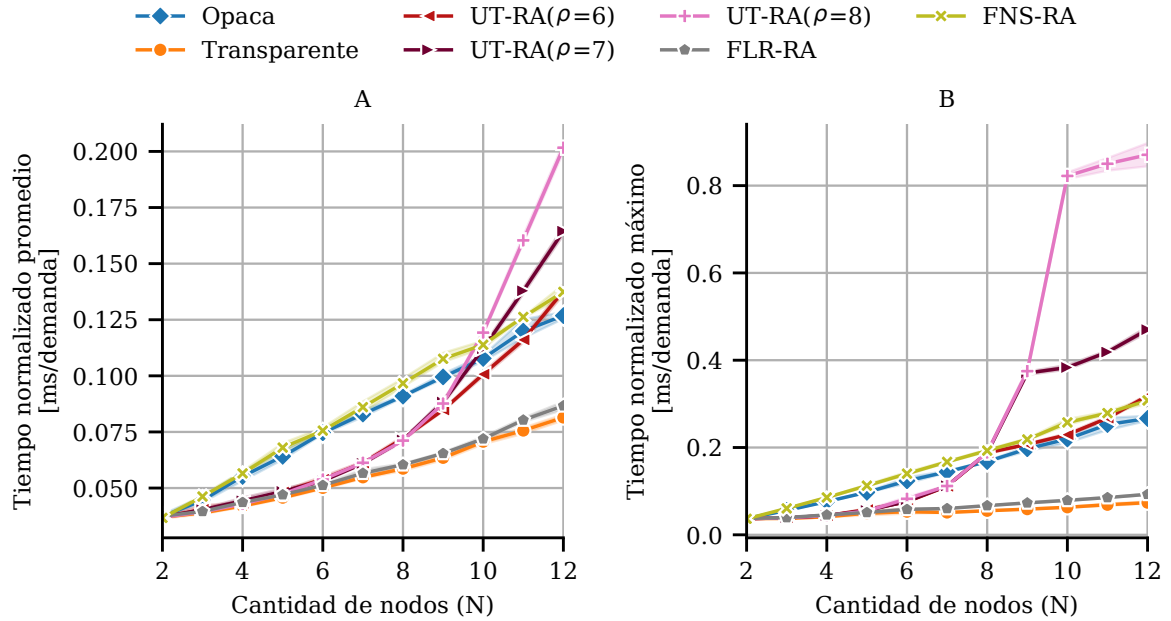 Opaca
Transparente
UT-RA(ρ=6)
UT-RA(ρ=7)
UT-RA(ρ=8)
FLR-RA
FNS-RA
A
Tiempo normalizado promedio
[ms/demanda]
0.200
0.175
0.150
0.125
0.100
0.075
0.050
2 4 6 8 10 12
Cantidad de nodos (N)
B
Tiempo normalizado máximo
[ms/demanda]
0.8
0.6
0.4
0.2
0.0
2 4 6 8 10 12
Cantidad de nodos (N)